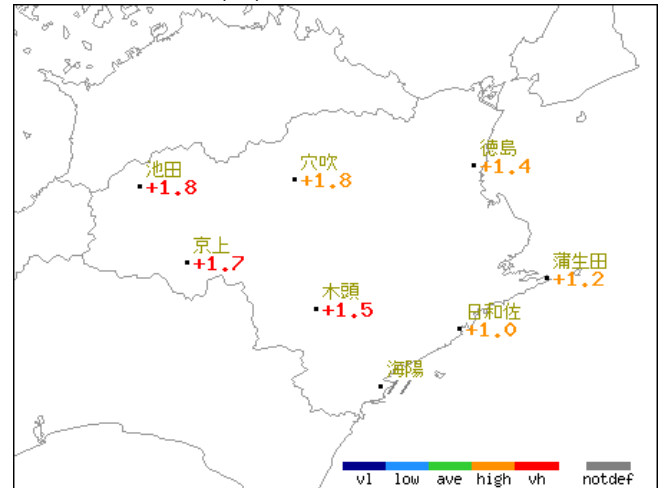 徳島
+1.4
穴吹
+1.8
池田
+1.8
京上
+1.7
蒲生田
+1.2
木頭
+1.5
日和佐
+1.0
海陽
vl low ave high vh notdef